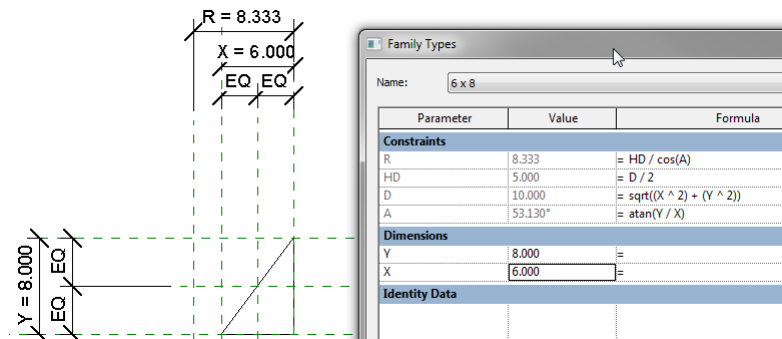 R = 8.333
X = 6.000
EQ EQ
Y = 8.000
EQ
EQ
Family Types
Name: 6 x 8
Parameter Value Formula
Constraints
R 8.333 = HD / cos(A)
HD 5.000 = D / 2
D 10.000 = sqrt((X ^ 2) + (Y ^ 2))
A 53.130° = atan(Y / X)
Dimensions
Y 8.000 =
X 6.000 =
Identity Data